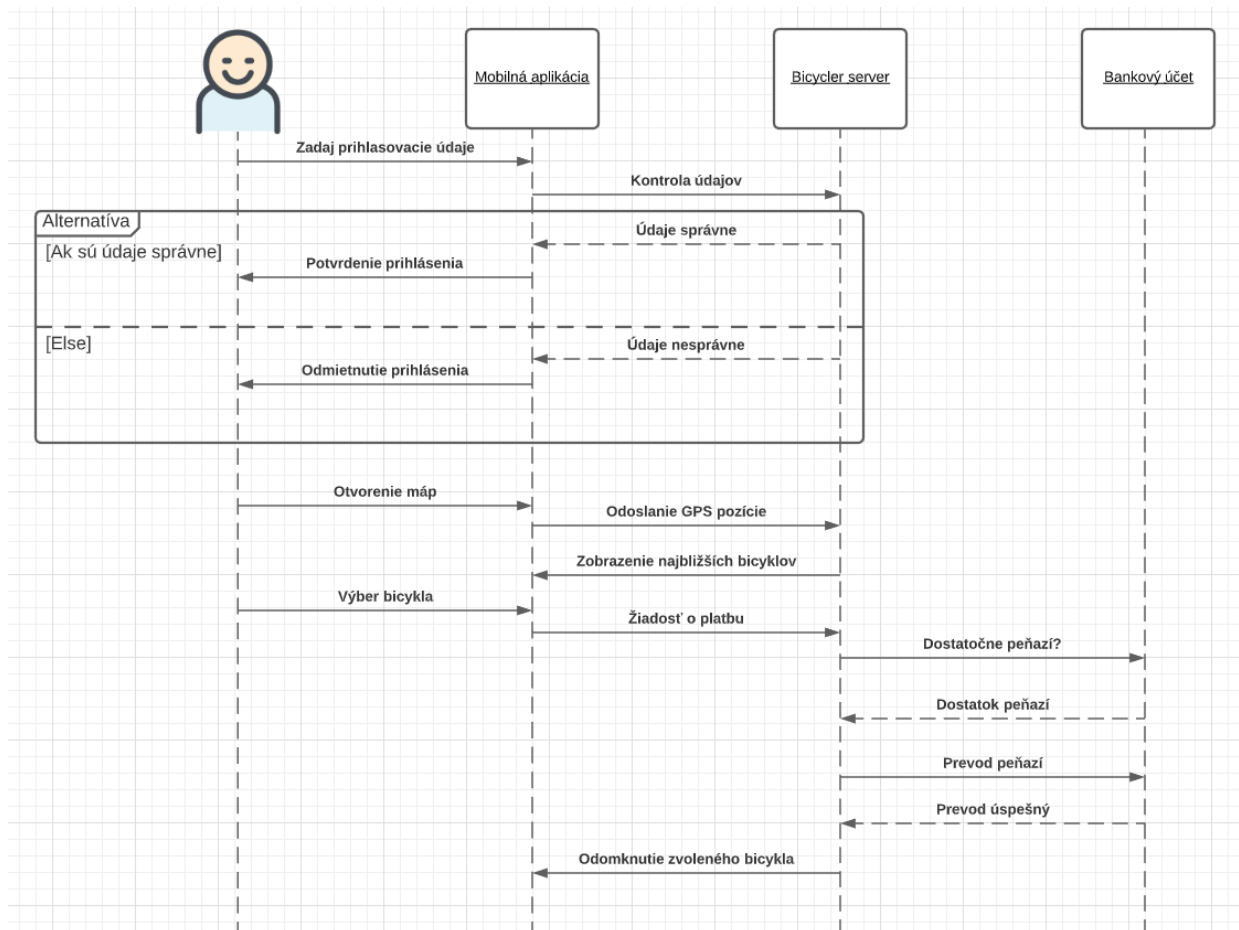 Mobilná aplikácia
Bicycler server
Bankový účet
Zadaj prihlasovacie údaje
Kontrola údajov
Alternatíva
Údaje správne
[Ak sú údaje správne]
Potvrdenie prihlásenia
[Else]
Údaje nesprávne
Odmietnutie prihlásenia
Otvorenie máp
Odoslanie GPS pozície
Zobrazenie najbližších bicyklov
Výber bicykla
Žiadosť o platbu
Dostatočne peňazí?
Dostatok peňazí
Prevod peňazí
Prevod úspešný
Odomknutie zvoleného bicykla